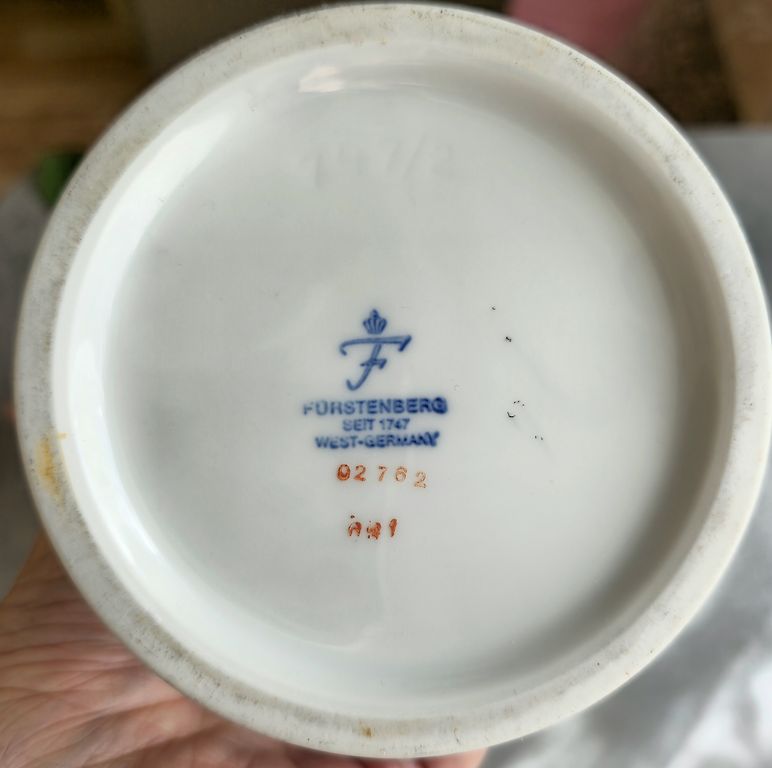 F
FÜRSTENBERG
SEIT 1747
WEST-GERMANY
02762